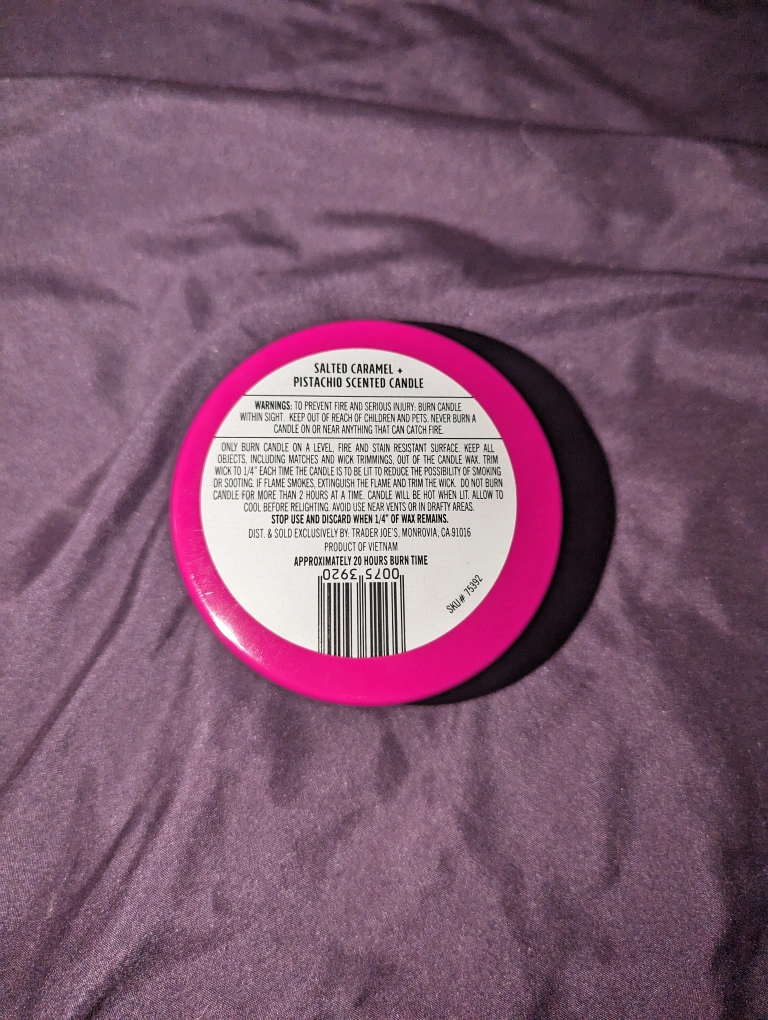 SALTED CARAMEL +
PISTACHIO SCENTED CANDLE
WARNINGS: TO PREVENT FIRE AND SERIOUS INJURY: BURN CANDLE
WITHIN SIGHT. KEEP OUT OF REACH OF CHILDREN AND PETS. NEVER BURN A
CANDLE ON OR NEAR ANYTHING THAT CAN CATCH FIRE.
ONLY BURN CANDLE ON A LEVEL, FIRE AND STAIN RESISTANT SURFACE. KEEP ALL
OBJECTS, INCLUDING MATCHES AND WICK TRIMMINGS, OUT OF THE CANDLE WAX. TRIM
WICK TO 1/4" EACH TIME THE CANDLE IS TO BE LIT TO REDUCE THE POSSIBILITY OF SMOKING
OR SOOTING. IF FLAME SMOKES, EXTINGUISH THE FLAME AND TRIM THE WICK. DO NOT BURN
CANDLE FOR MORE THAN 2 HOURS AT A TIME. CANDLE WILL BE HOT WHEN LIT. ALLOW TO
COOL BEFORE RELIGHTING. AVOID USE NEAR VENTS OR IN DRAFTY AREAS.
STOP USE AND DISCARD WHEN 1/4" OF WAX REMAINS.
DIST. & SOLD EXCLUSIVELY BY: TRADER JOE'S, MONROVIA, CA 91016
PRODUCT OF VIETNAM
APPROXIMATELY 20 HOURS BURN TIME
0075 3920
SKU# 75392